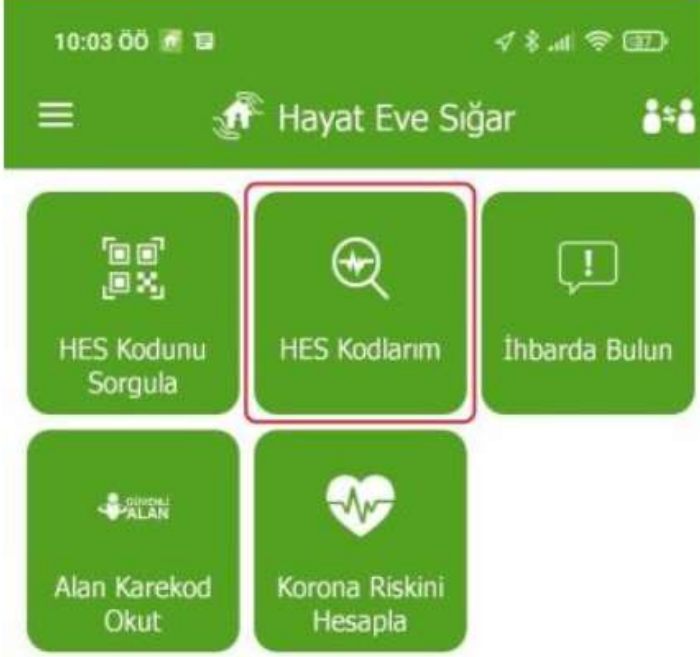 10:03 ÖÖ
37
Hayat Eve Sığar
HES Kodunu
Sorgula
HES Kodlarım
İhbarda Bulun
GÜVENLİ
ALAN
Alan Karekod
Okut
Korona Riskini
Hesapla